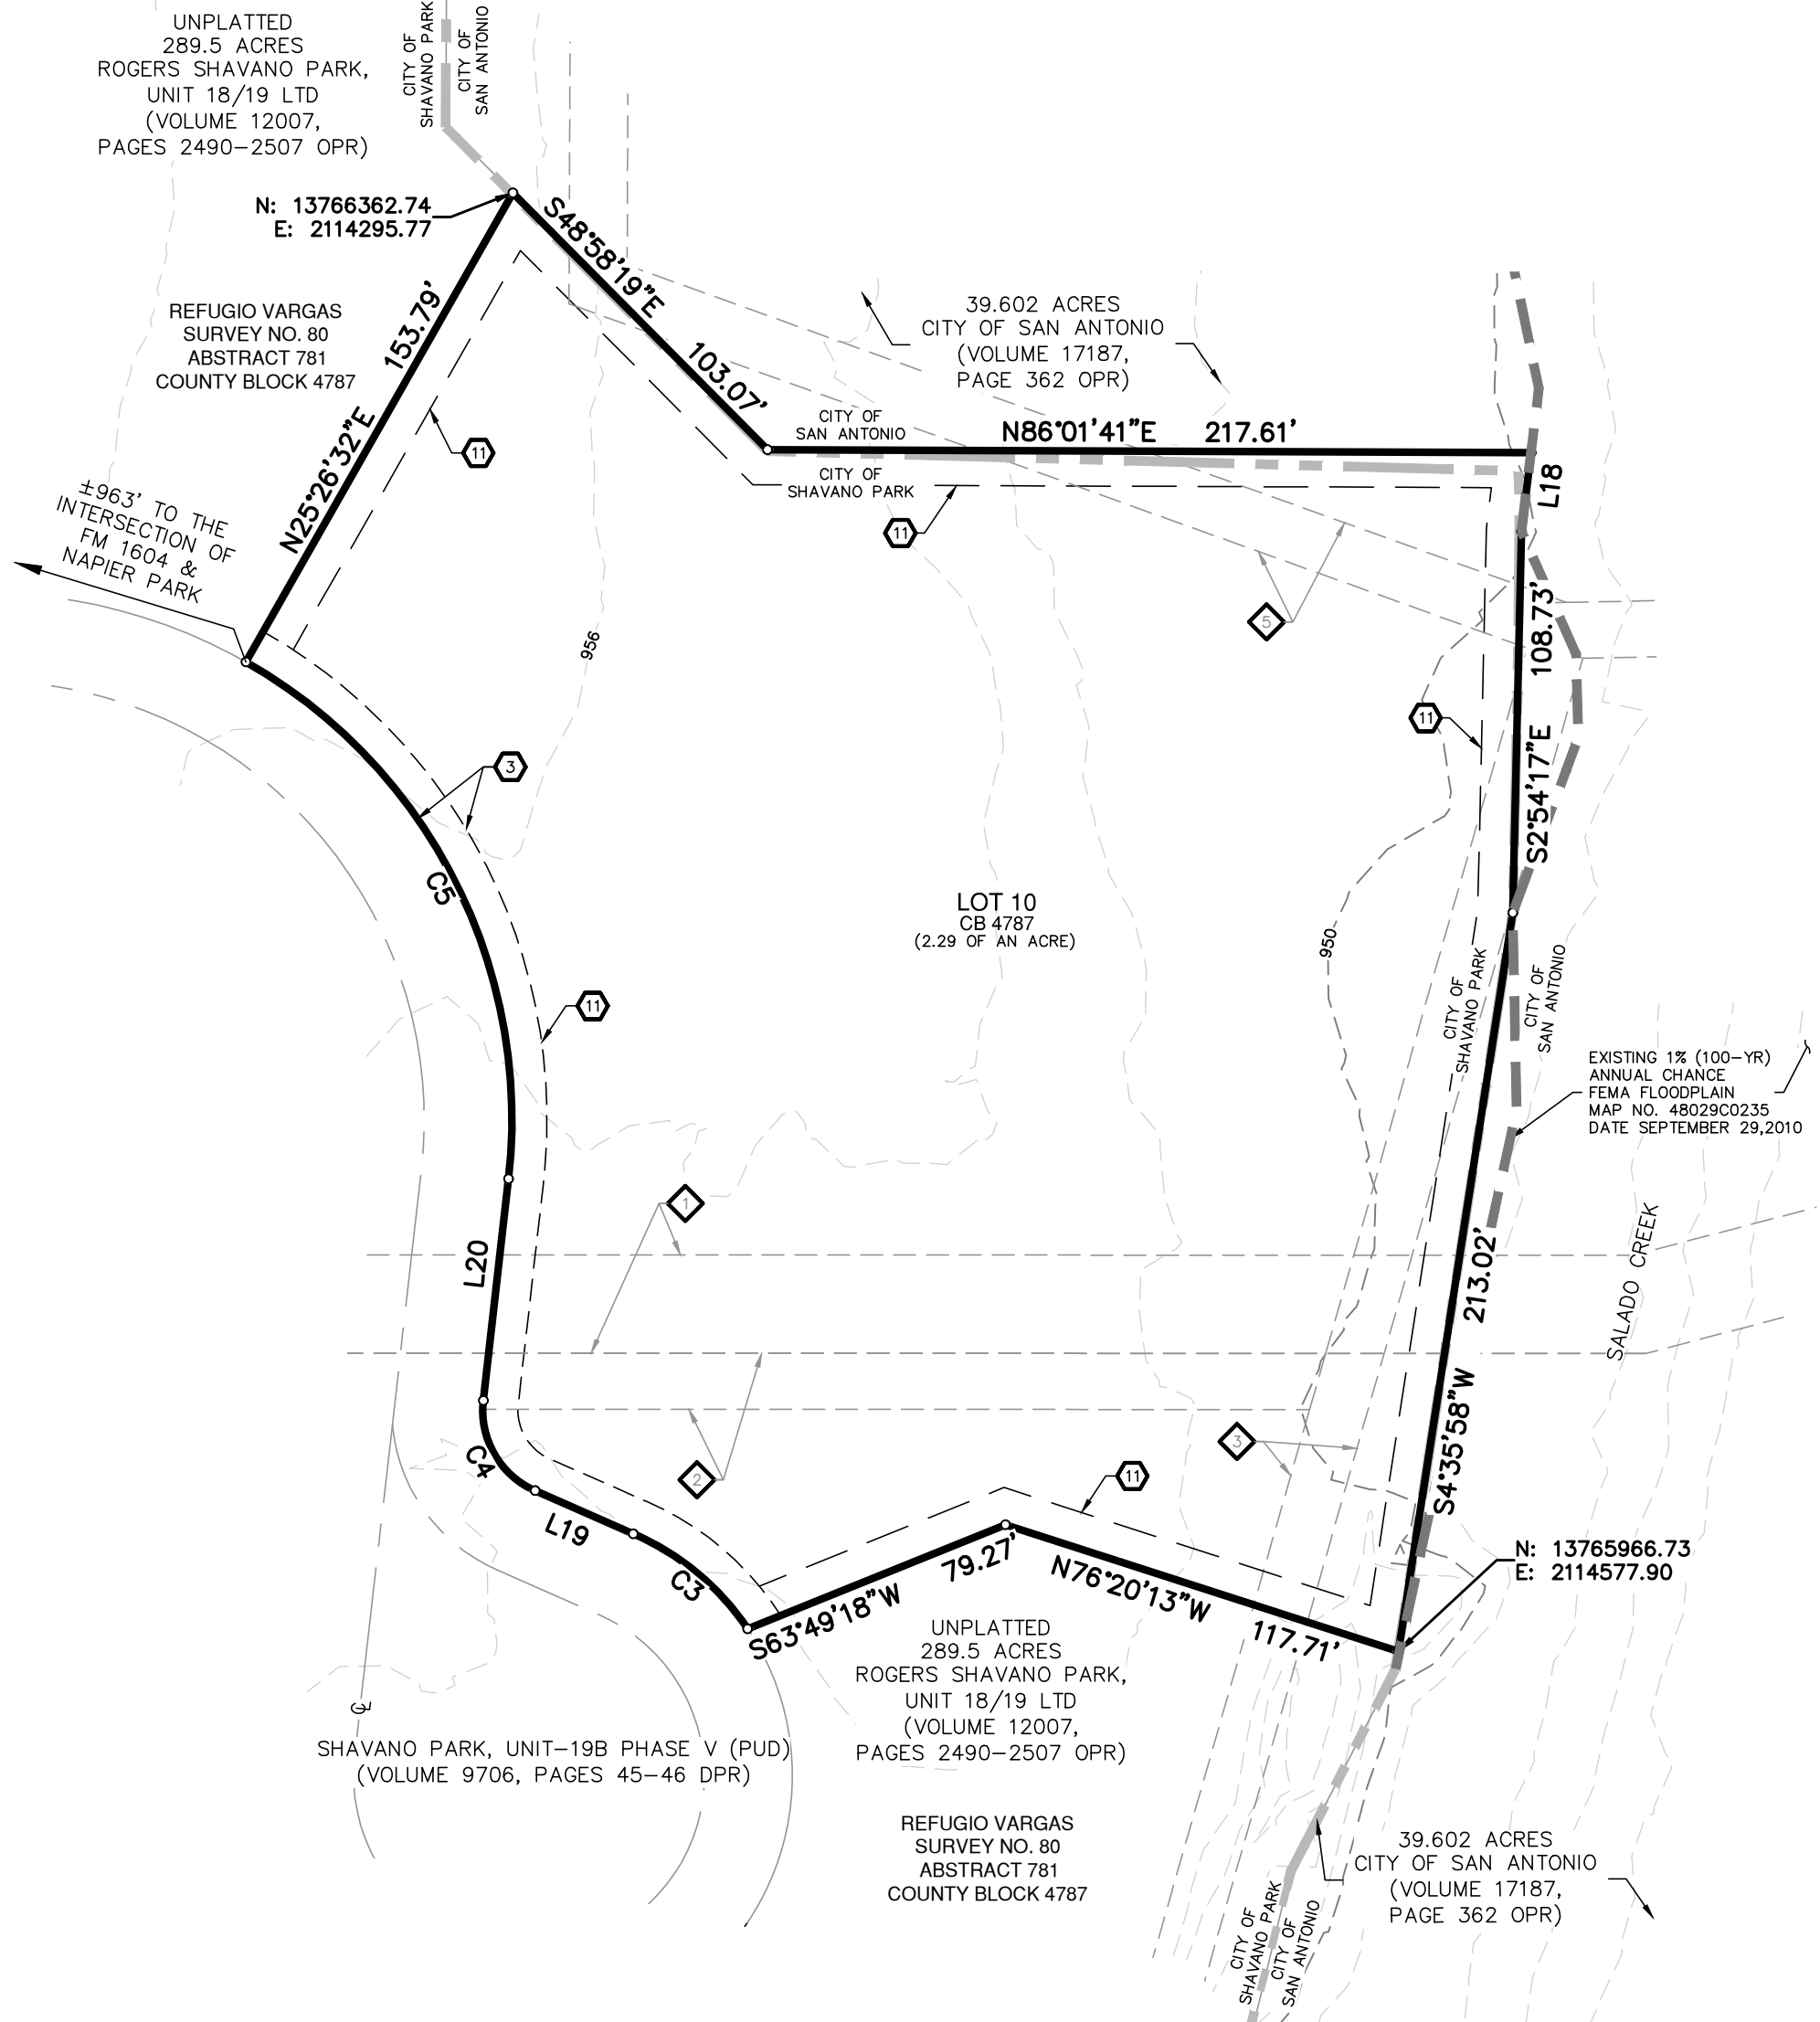 UNPLATTED
289.5 ACRES
ROGERS SHAVANO PARK,
UNIT 18/19 LTD
(VOLUME 12007,
PAGES 2490-2507 OPR)
CITY OF
SHAVANO PARK
CITY OF
SAN ANTONIO
N: 13766362.74
E: 2114295.77
S48°58'19"E
103.07'
REFUGIO VARGAS
SURVEY NO. 80
ABSTRACT 781
COUNTY BLOCK 4787
153.79'
N25°26'32"E
11
39.602 ACRES
CITY OF SAN ANTONIO
(VOLUME 17187,
PAGE 362 OPR)
CITY OF
SAN ANTONIO
N86°01'41"E 217.61'
CITY OF
SHAVANO PARK
11
L18
±963' TO THE
INTERSECTION OF
FM 1604 &
NAPIER PARK
956
5
108.73'
S2°54'17"E
11
3
C5
LOT 10
CB 4787
(2.29 OF AN ACRE)
950
11
CITY OF
SHAVANO PARK
CITY OF
SAN ANTONIO
EXISTING 1% (100-YR)
ANNUAL CHANCE
FEMA FLOODPLAIN
MAP NO. 48029C0235
DATE SEPTEMBER 29,2010
1
L20
213.02'
S4°35'58"W
SALADO CREEK
2
3
11
C4
L19
C3
S63°49'18"W
79.27'
N76°20'13"W
117.71'
N: 13765966.73
E: 2114577.90
UNPLATTED
289.5 ACRES
ROGERS SHAVANO PARK,
UNIT 18/19 LTD
(VOLUME 12007,
PAGES 2490-2507 OPR)
SHAVANO PARK, UNIT-19B PHASE V (PUD)
(VOLUME 9706, PAGES 45-46 DPR)
REFUGIO VARGAS
SURVEY NO. 80
ABSTRACT 781
COUNTY BLOCK 4787
39.602 ACRES
CITY OF SAN ANTONIO
(VOLUME 17187,
PAGE 362 OPR)
CITY OF
SHAVANO PARK
CITY OF
SAN ANTONIO